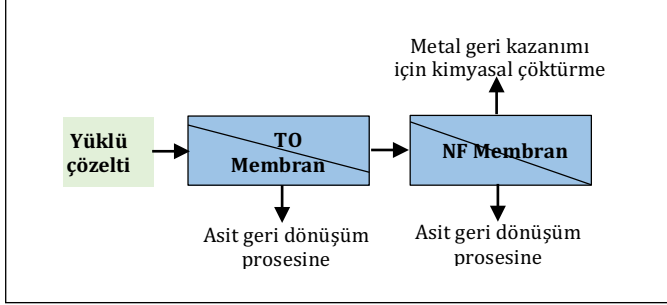 Metal geri kazanımı
için kimyasal çöktürme
Yüklü
çözelti
TO
Membran
NF Membran
Asit geri dönüşüm
prosesine
Asit geri dönüşüm
prosesine